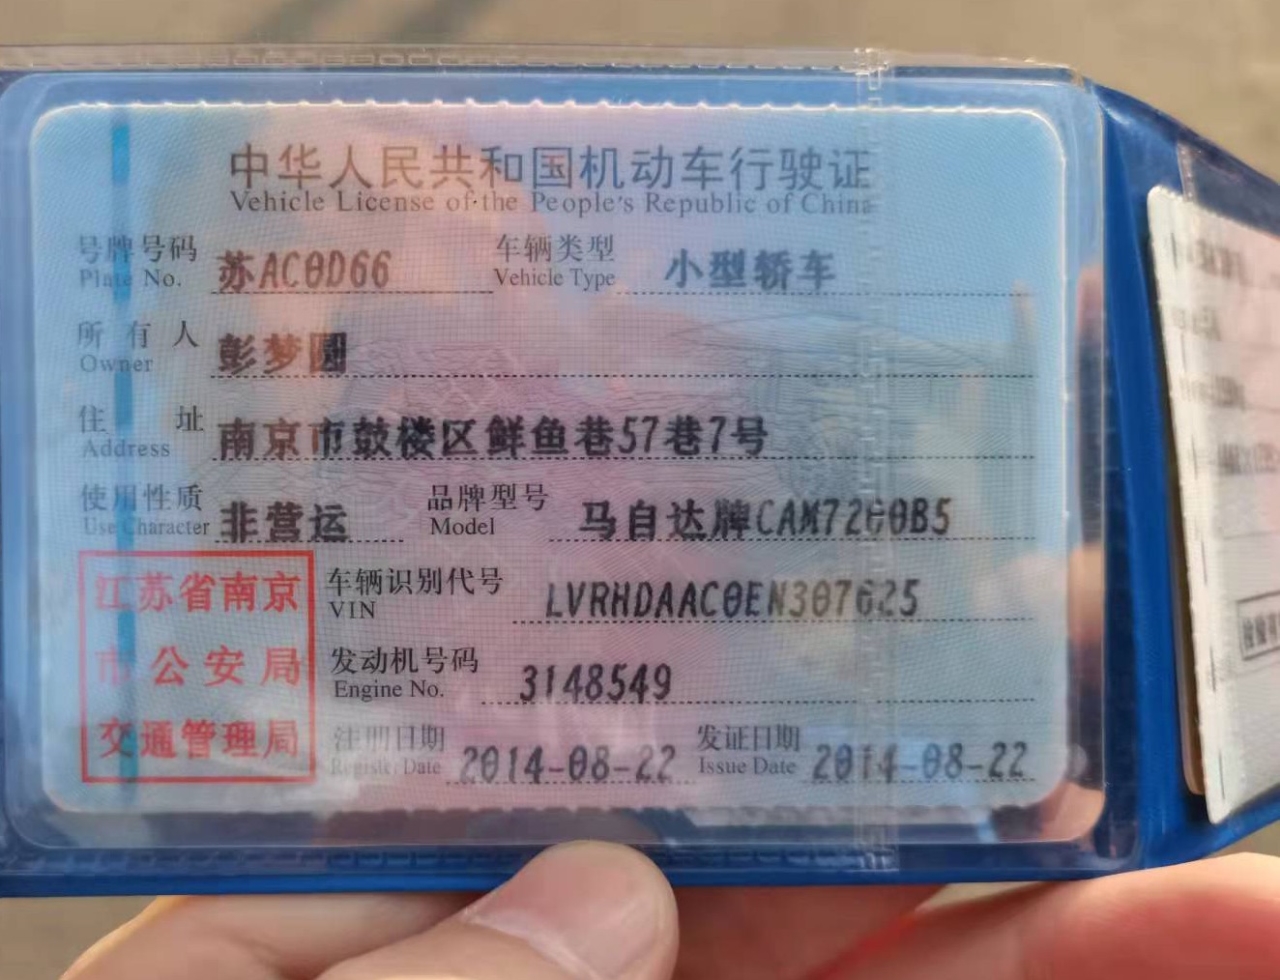 中华人民共和国机动车行驶证
Vehicle License of the People's Republic of China
号牌号码 苏AC0D66 车辆类型 小型轿车
Plate No. Vehicle Type
所有人 彭梦圆
Owner
住址 南京市鼓楼区鲜鱼巷57巷7号
Address
使用性质 非营运 品牌型号 马自达牌CAM7200B5
Use Character Model
江苏省南京 车辆识别代号 LVRHDAAC0EN307625
VIN
市公安局 发动机号码 3148549
Engine No.
交通管理局 注册日期 2014-08-22 发证日期 2014-08-22
Register Date Issue Date